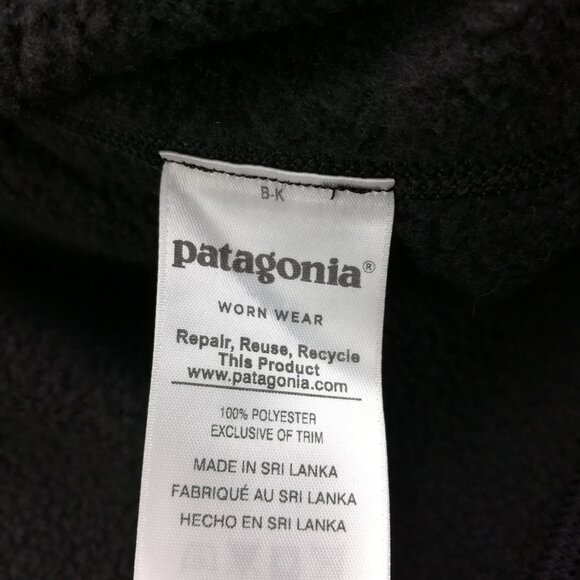 B-K
patagonia®
WORN WEAR
Repair, Reuse, Recycle
This Product
www.patagonia.com
100% POLYESTER
EXCLUSIVE OF TRIM
MADE IN SRI LANKA
FABRIQUÉ AU SRI LANKA
HECHO EN SRI LANKA